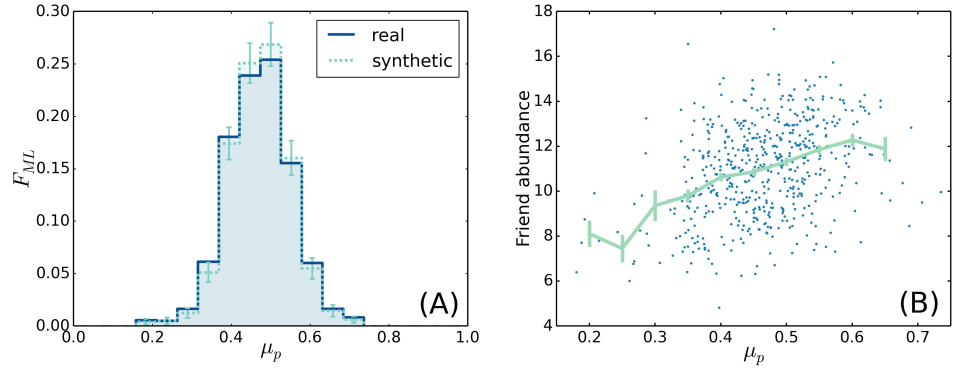 0.30
0.25
0.20
0.15
0.10
0.05
0.00
F_ML
real
synthetic
(A)
0.0 0.2 0.4 0.6 0.8 1.0
μ_p
18
16
14
12
10
8
6
4
Friend abundance
(B)
0.2 0.3 0.4 0.5 0.6 0.7
μ_p